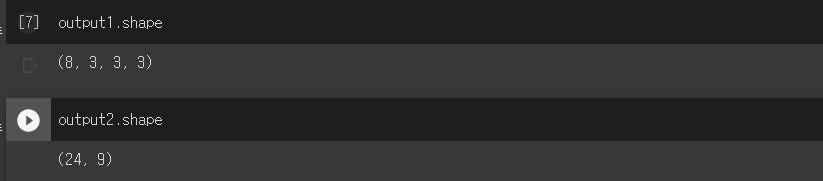 [7] output1.shape
(8, 3, 3, 3)
output2.shape
(24, 9)